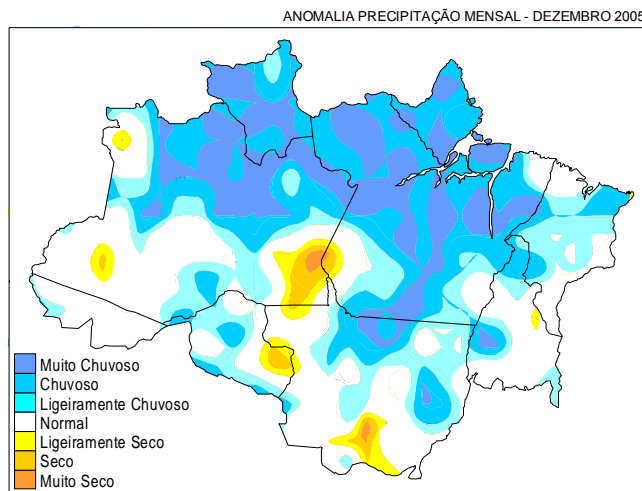 ANOMALIA PRECIPITAÇÃO MENSAL - DEZEMBRO 2005
Muito Chuvoso
Chuvoso
Ligeiramente Chuvoso
Normal
Ligeiramente Seco
Seco
Muito Seco